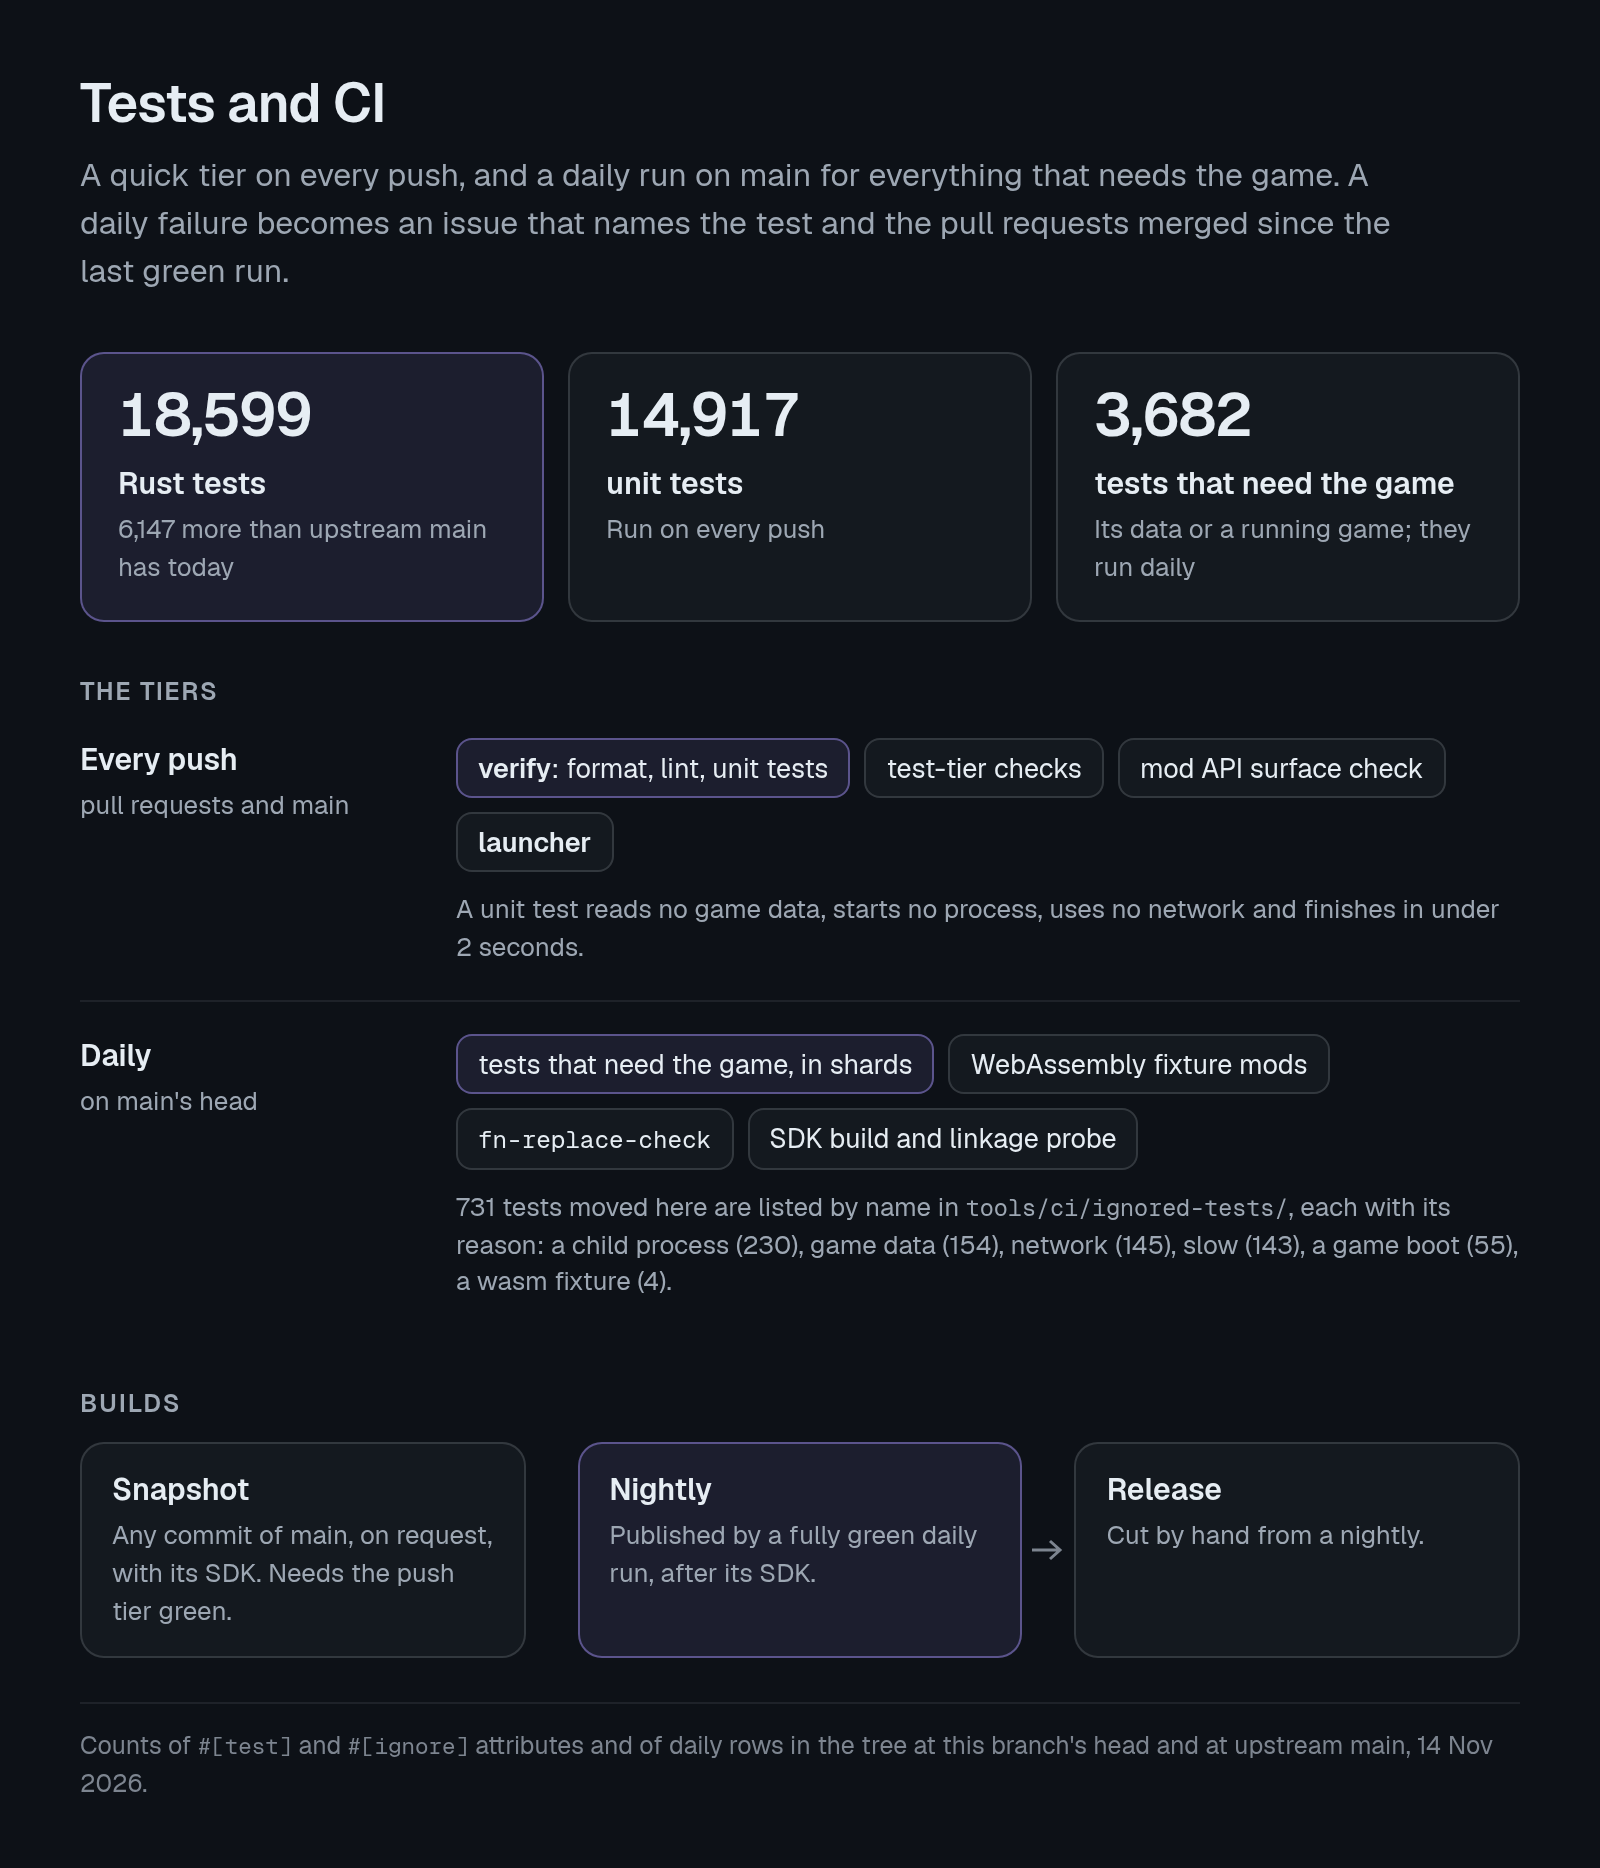 Tests and CI
A quick tier on every push, and a daily run on main for everything that needs the game. A
daily failure becomes an issue that names the test and the pull requests merged since the
last green run.
18,599
Rust tests
6,147 more than upstream main
has today
14,917
unit tests
Run on every push
3,682
tests that need the game
Its data or a running game; they
run daily
THE TIERS
Every push
pull requests and main
verify: format, lint, unit tests
test-tier checks
mod API surface check
launcher
A unit test reads no game data, starts no process, uses no network and finishes in under
2 seconds.
Daily
on main's head
tests that need the game, in shards
WebAssembly fixture mods
fn-replace-check
SDK build and linkage probe
731 tests moved here are listed by name in tools/ci/ignored-tests/, each with its
reason: a child process (230), game data (154), network (145), slow (143), a game boot (55),
a wasm fixture (4).
BUILDS
Snapshot
Any commit of main, on request,
with its SDK. Needs the push
tier green.
Nightly
Published by a fully green daily
run, after its SDK.
→
Release
Cut by hand from a nightly.
Counts of #[test] and #[ignore] attributes and of daily rows in the tree at this branch's head and at upstream main, 14 Nov
2026.